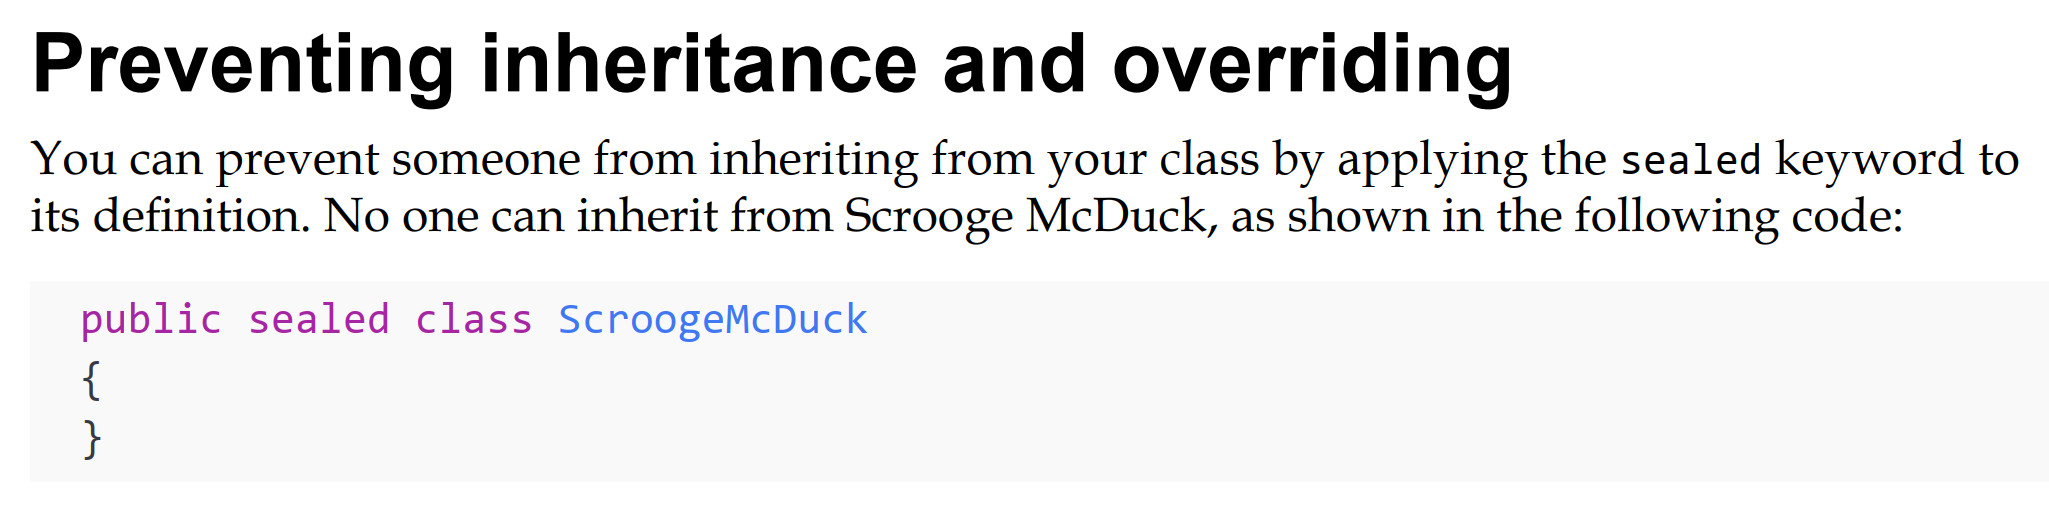 Preventing inheritance and overriding
You can prevent someone from inheriting from your class by applying the sealed keyword to
its definition. No one can inherit from Scrooge McDuck, as shown in the following code:
public sealed class ScroogeMcDuck
{
}